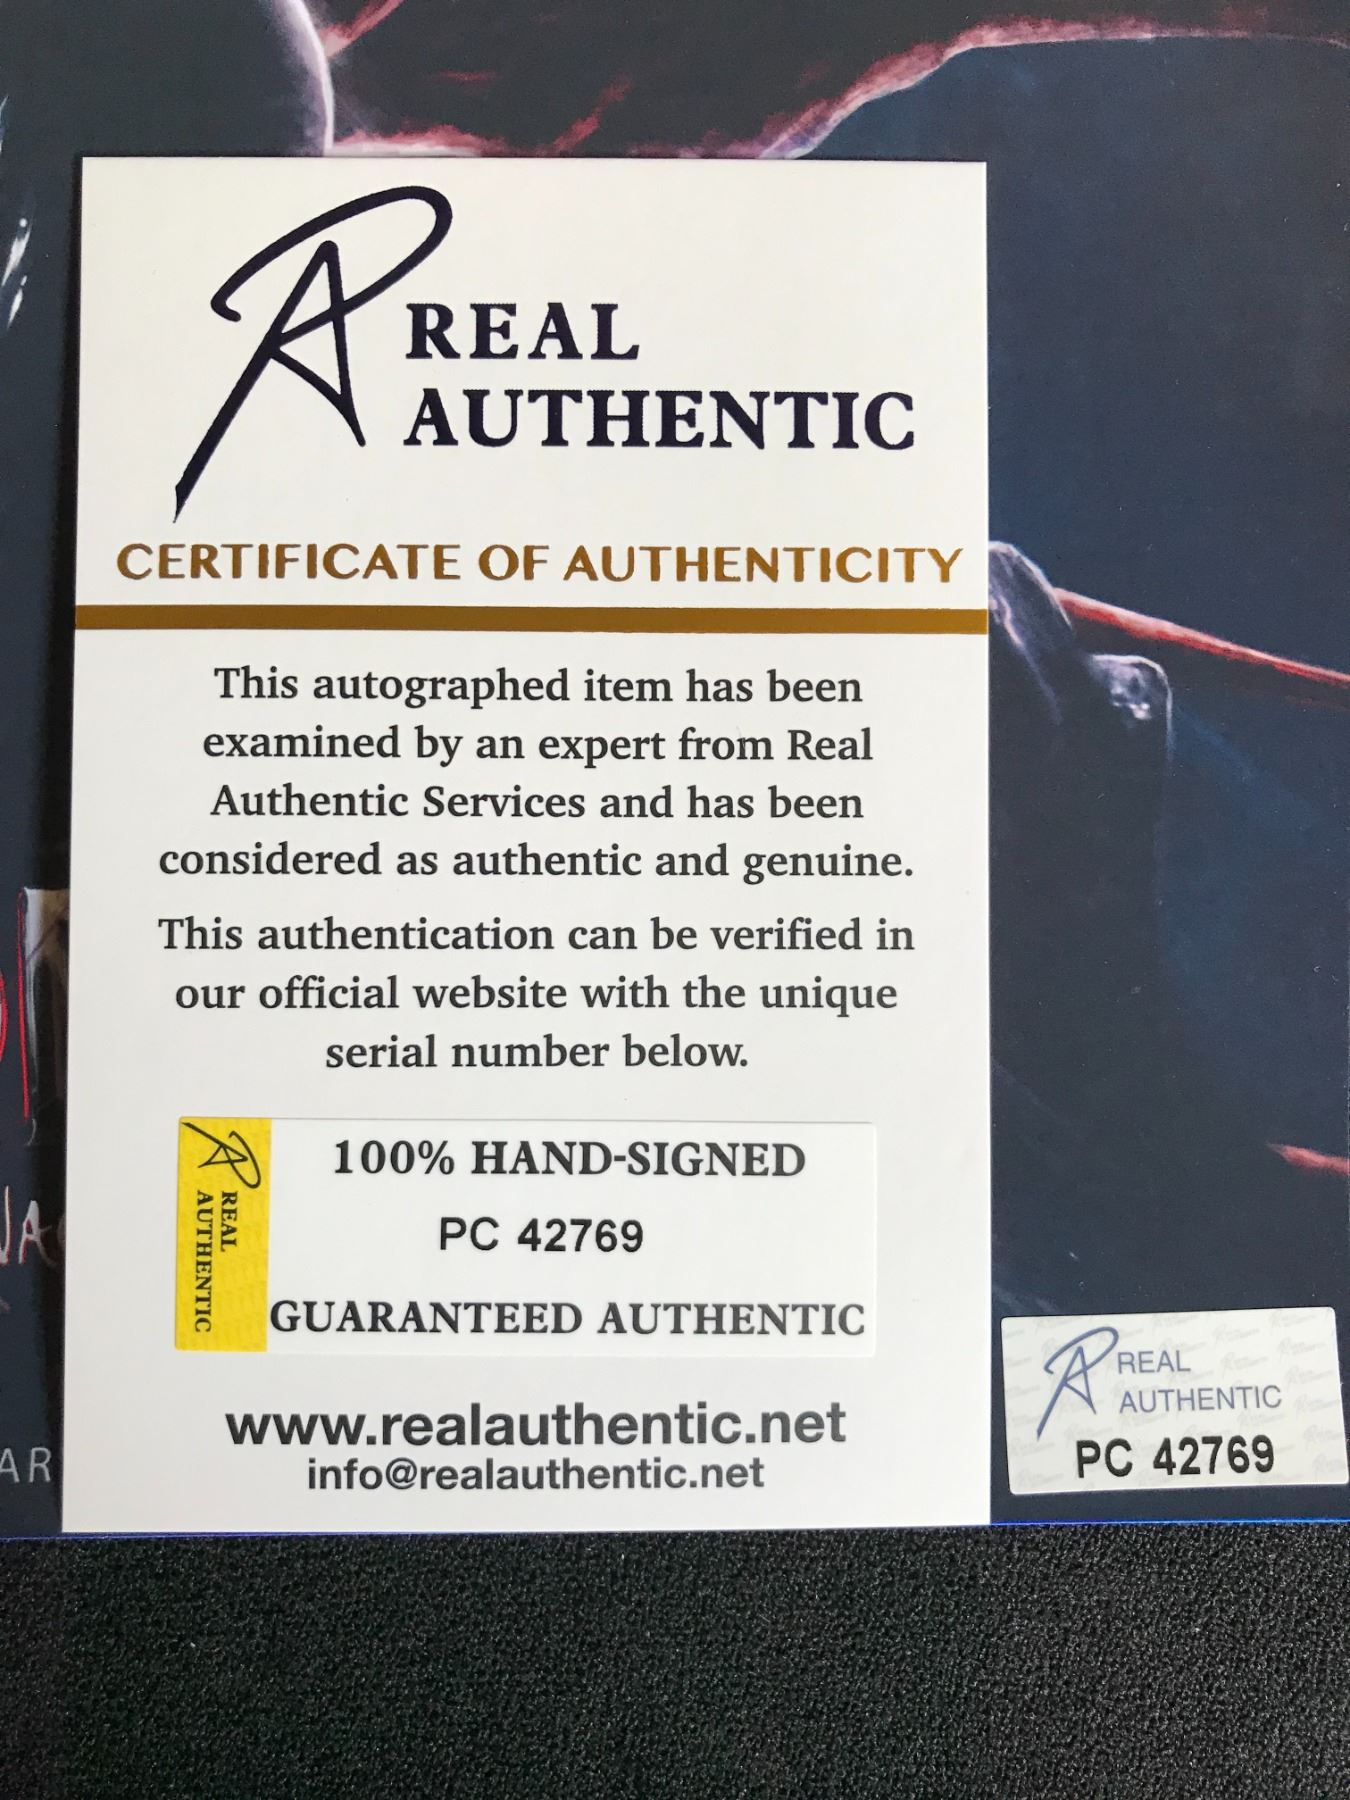 REAL
AUTHENTIC
CERTIFICATE OF AUTHENTICITY
This autographed item has been
examined by an expert from Real
Authentic Services and has been
considered as authentic and genuine.
This authentication can be verified in
our official website with the unique
serial number below.
REAL
AUTHENTIC
100% HAND-SIGNED
PC 42769
GUARANTEED AUTHENTIC
www.realauthentic.net
info@realauthentic.net
REAL
AUTHENTIC
PC 42769
AR